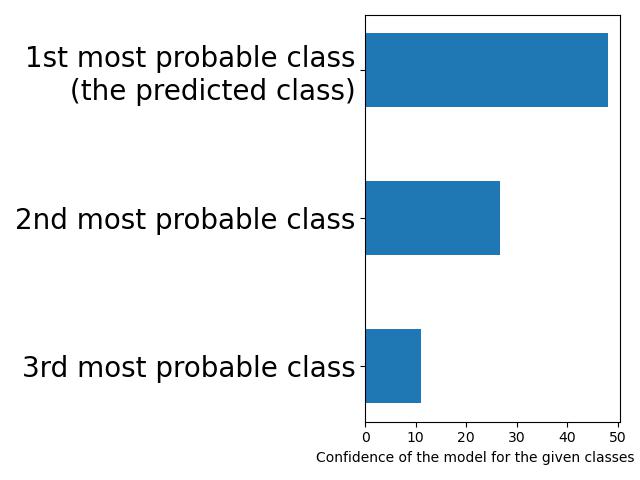 1st most probable class
(the predicted class)
2nd most probable class
3rd most probable class
0 10 20 30 40 50
Confidence of the model for the given classes